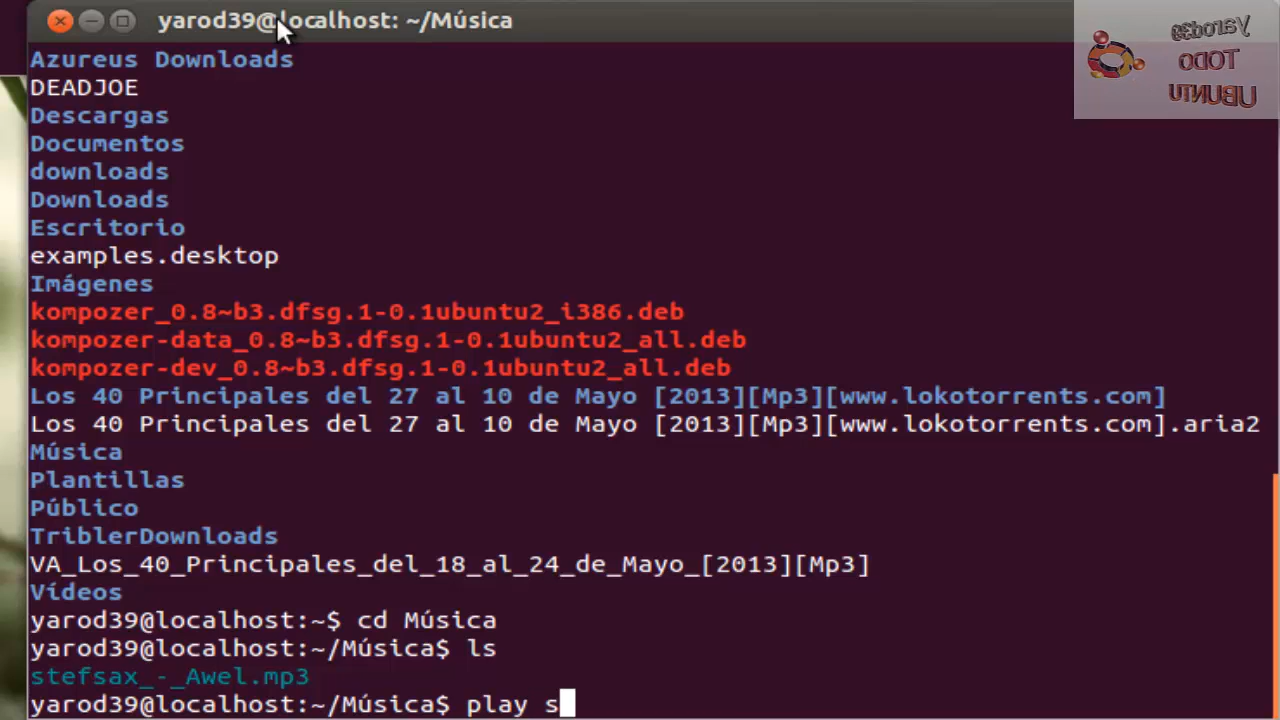 yarod39@localhost: ~/Música
yarod39
TODO
UBUNTU
Azureus Downloads
DEADJOE
Descargas
Documentos
downloads
Downloads
Escritorio
examples.desktop
Imágenes
kompozer_0.8~b3.dfsg.1-0.1ubuntu2_i386.deb
kompozer-data_0.8~b3.dfsg.1-0.1ubuntu2_all.deb
kompozer-dev_0.8~b3.dfsg.1-0.1ubuntu2_all.deb
Los 40 Principales del 27 al 10 de Mayo [2013][Mp3][www.lokotorrents.com]
Los 40 Principales del 27 al 10 de Mayo [2013][Mp3][www.lokotorrents.com].aria2
Música
Plantillas
Público
TriblerDownloads
VA_Los_40_Principales_del_18_al_24_de_Mayo_[2013][Mp3]
Vídeos
yarod39@localhost:~$ cd Música
yarod39@localhost:~/Música$ ls
stefsax_-_Awel.mp3
yarod39@localhost:~/Música$ play s